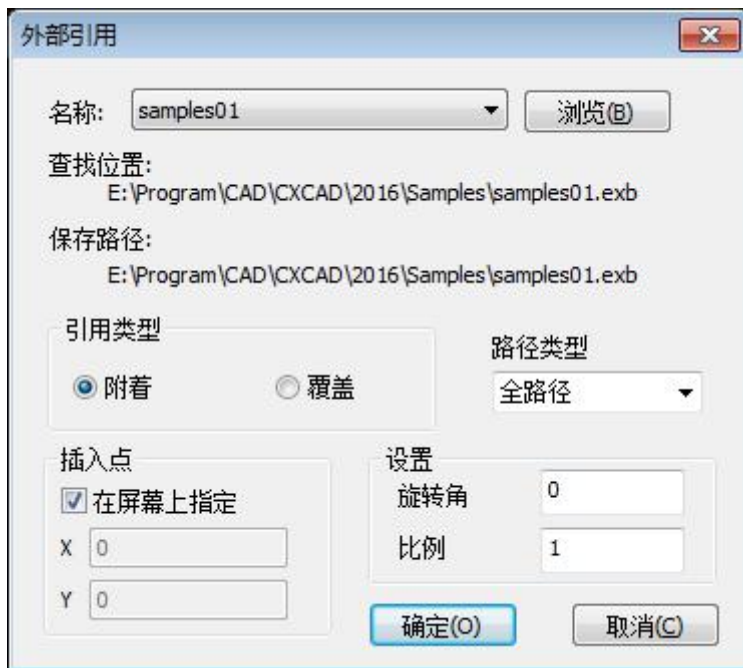 外部引用
名称: samples01 浏览(B)
查找位置:
E:\Program\CAD\CXCAD\2016\Samples\samples01.exb
保存路径:
E:\Program\CAD\CXCAD\2016\Samples\samples01.exb
引用类型
附着 覆盖
路径类型
全路径
插入点
在屏幕上指定
X 0
Y 0
设置
旋转角 0
比例 1
确定(O) 取消(C)